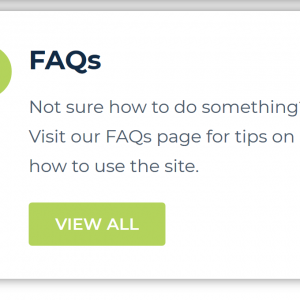 FAQs
Not sure how to do something?
Visit our FAQs page for tips on
how to use the site.
VIEW ALL